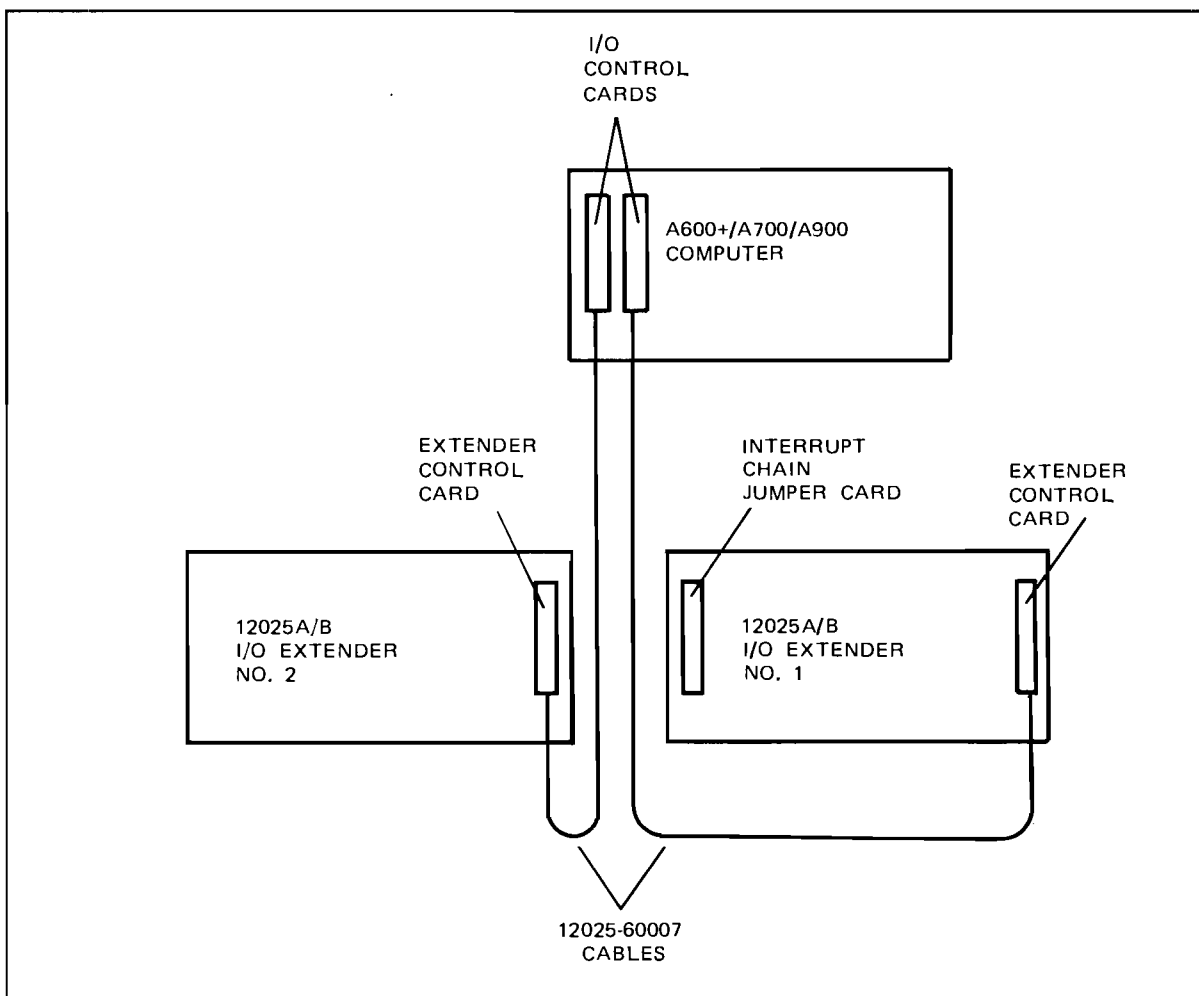 I/O
CONTROL
CARDS
A600+/A700/A900
COMPUTER
EXTENDER
CONTROL
CARD
INTERRUPT
CHAIN
JUMPER CARD
EXTENDER
CONTROL
CARD
12025A/B
I/O EXTENDER
NO. 2
12025A/B
I/O EXTENDER
NO. 1
12025-60007
CABLES